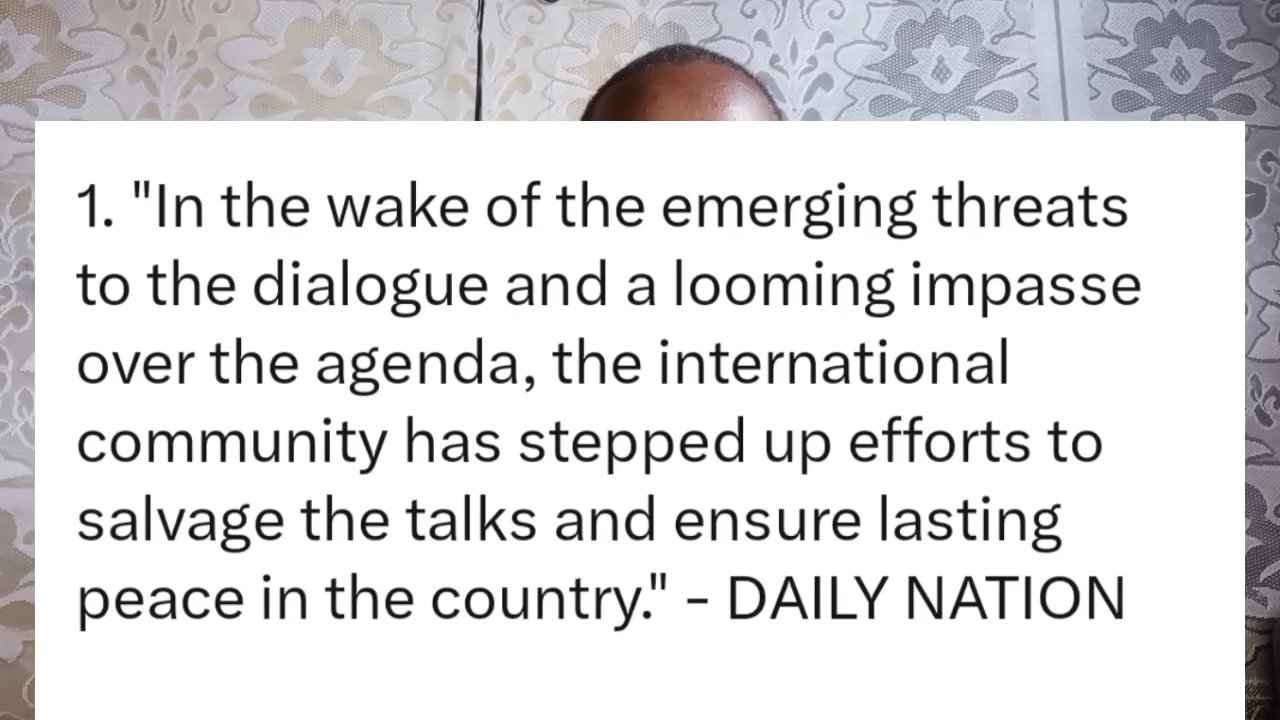 1. "In the wake of the emerging threats
to the dialogue and a looming impasse
over the agenda, the international
community has stepped up efforts to
salvage the talks and ensure lasting
peace in the country." - DAILY NATION